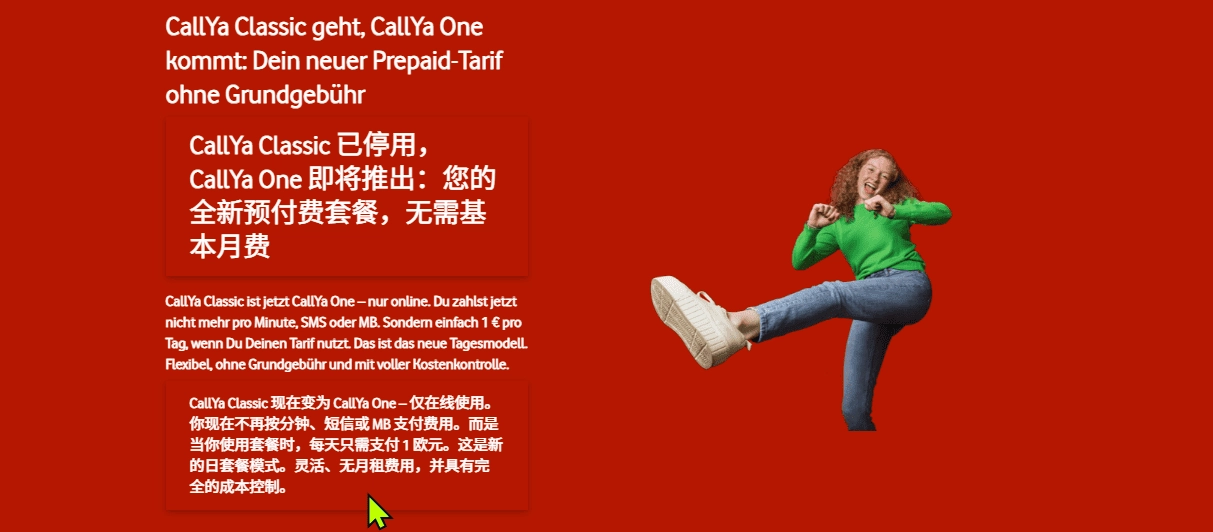 CallYa Classic geht, CallYa One
kommt: Dein neuer Prepaid-Tarif
ohne Grundgebühr
CallYa Classic 已停用，
CallYa One 即将推出：您的
全新预付费套餐，无需基
本月费
CallYa Classic ist jetzt CallYa One – nur online. Du zahlst jetzt
nicht mehr pro Minute, SMS oder MB. Sondern einfach 1 € pro
Tag, wenn Du Deinen Tarif nutzt. Das ist das neue Tagesmodell.
Flexibel, ohne Grundgebühr und mit voller Kostenkontrolle.
CallYa Classic 现在变为 CallYa One – 仅在线使用。
你现在不再按分钟、短信或 MB 支付费用。而是
当你使用套餐时，每天只需支付 1 欧元。这是新
的日套餐模式。灵活、无月租费用，并具有完
全的成本控制。